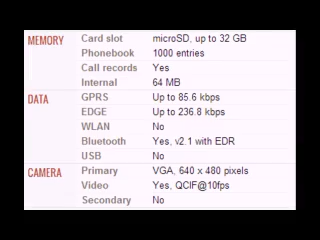 MEMORY Card slot microSD, up to 32 GB
Phonebook 1000 entries
Call records Yes
Internal 64 MB
DATA GPRS Up to 85.6 kbps
EDGE Up to 236.8 kbps
WLAN No
Bluetooth Yes, v2.1 with EDR
USB No
CAMERA Primary VGA, 640 x 480 pixels
Video Yes, QCIF@10fps
Secondary No